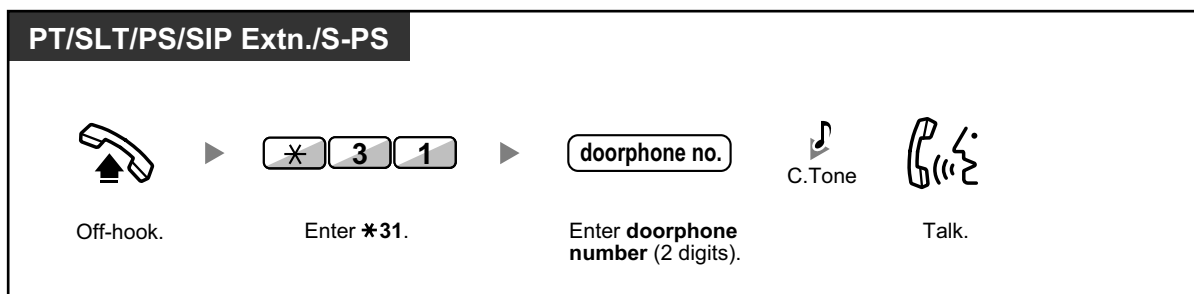 PT/SLT/PS/SIP Extn./S-PS
* 3 1
doorphone no.
C.Tone
Off-hook.
Enter *31.
Enter doorphone
number (2 digits).
Talk.